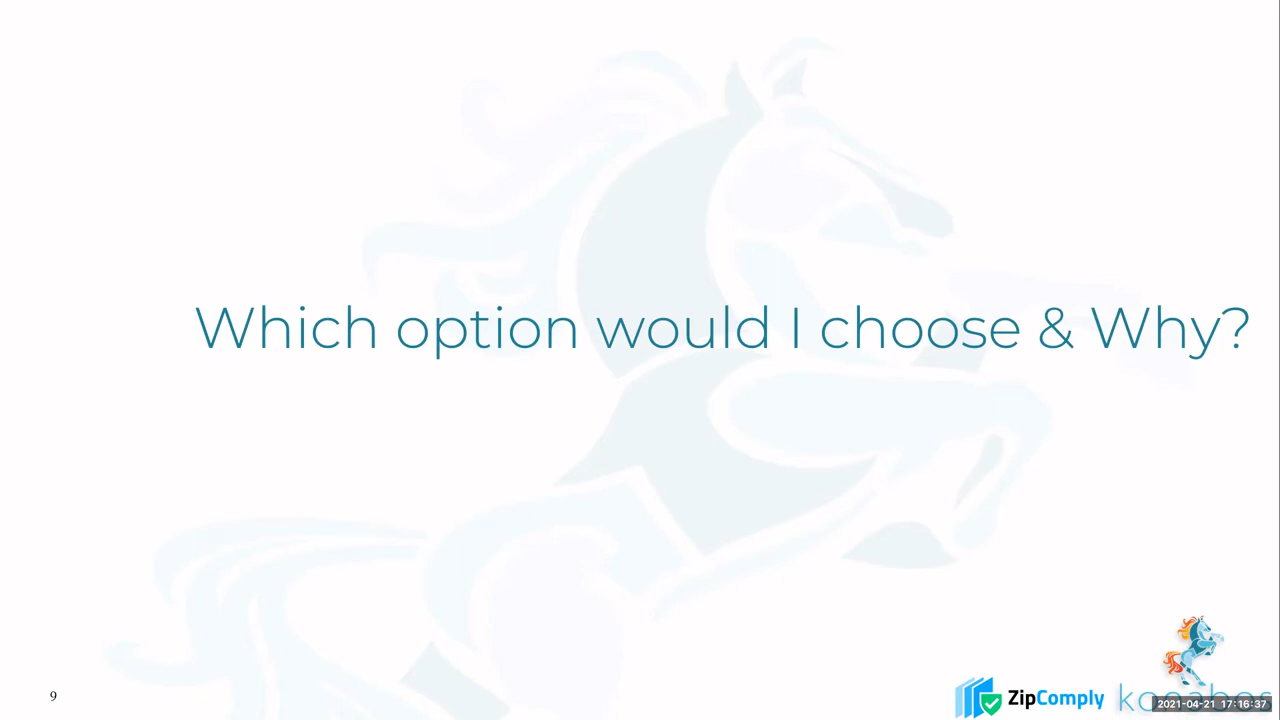 Which option would I choose & Why?
9
ZipComply
2021-04-21 17:16:37